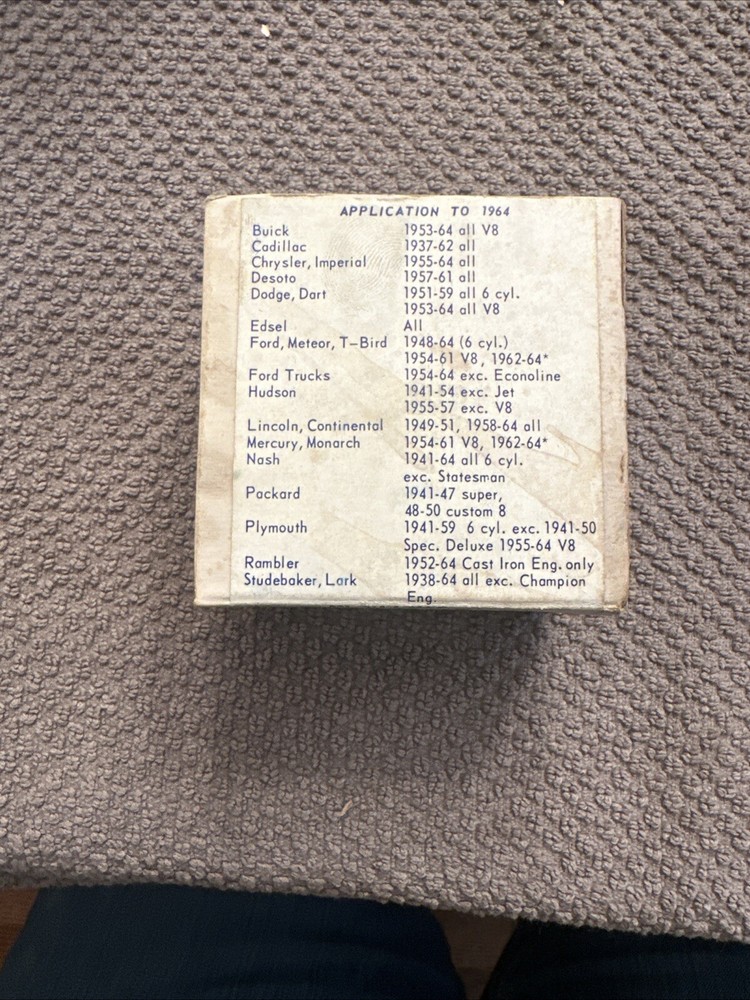 APPLICATION TO 1964
Buick 1953-64 all V8
Cadillac 1937-62 all
Chrysler, Imperial 1955-64 all
Desoto 1957-61 all
Dodge, Dart 1951-59 all 6 cyl.
1953-64 all V8
Edsel All
Ford, Meteor, T-Bird 1948-64 (6 cyl.)
1954-61 V8, 1962-64*
Ford Trucks 1954-64 exc. Econoline
Hudson 1941-54 exc. Jet
1955-57 exc. V8
Lincoln, Continental 1949-51, 1958-64 all
Mercury, Monarch 1954-61 V8, 1962-64*
Nash 1941-64 all 6 cyl.
exc. Statesman
Packard 1941-47 super,
48-50 custom 8
Plymouth 1941-59 6 cyl. exc. 1941-50
Spec. Deluxe 1955-64 V8
Rambler 1952-64 Cast Iron Eng. only
Studebaker, Lark 1938-64 all exc. Champion
Eng.